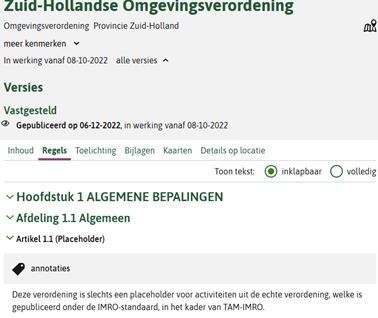 Zuid-Hollandse Omgevingsverordening
Omgevingsverordening Provincie Zuid-Holland
meer kenmerken
In werking vanaf 08-10-2022 alle versies
Versies
Vastgesteld
Gepubliceerd op 06-12-2022, in werking vanaf 08-10-2022
Inhoud Regels Toelichting Bijlagen Kaarten Details op locatie
Toon tekst: inklapbaar volledig
Hoofdstuk 1 ALGEMENE BEPALINGEN
Afdeling 1.1 Algemeen
Artikel 1.1 (Placeholder)
annotaties
Deze verordening is slechts een placeholder voor activiteiten uit de echte verordening, welke is
gepubliceerd onder de IMRO-standaard, in het kader van TAM-IMRO.